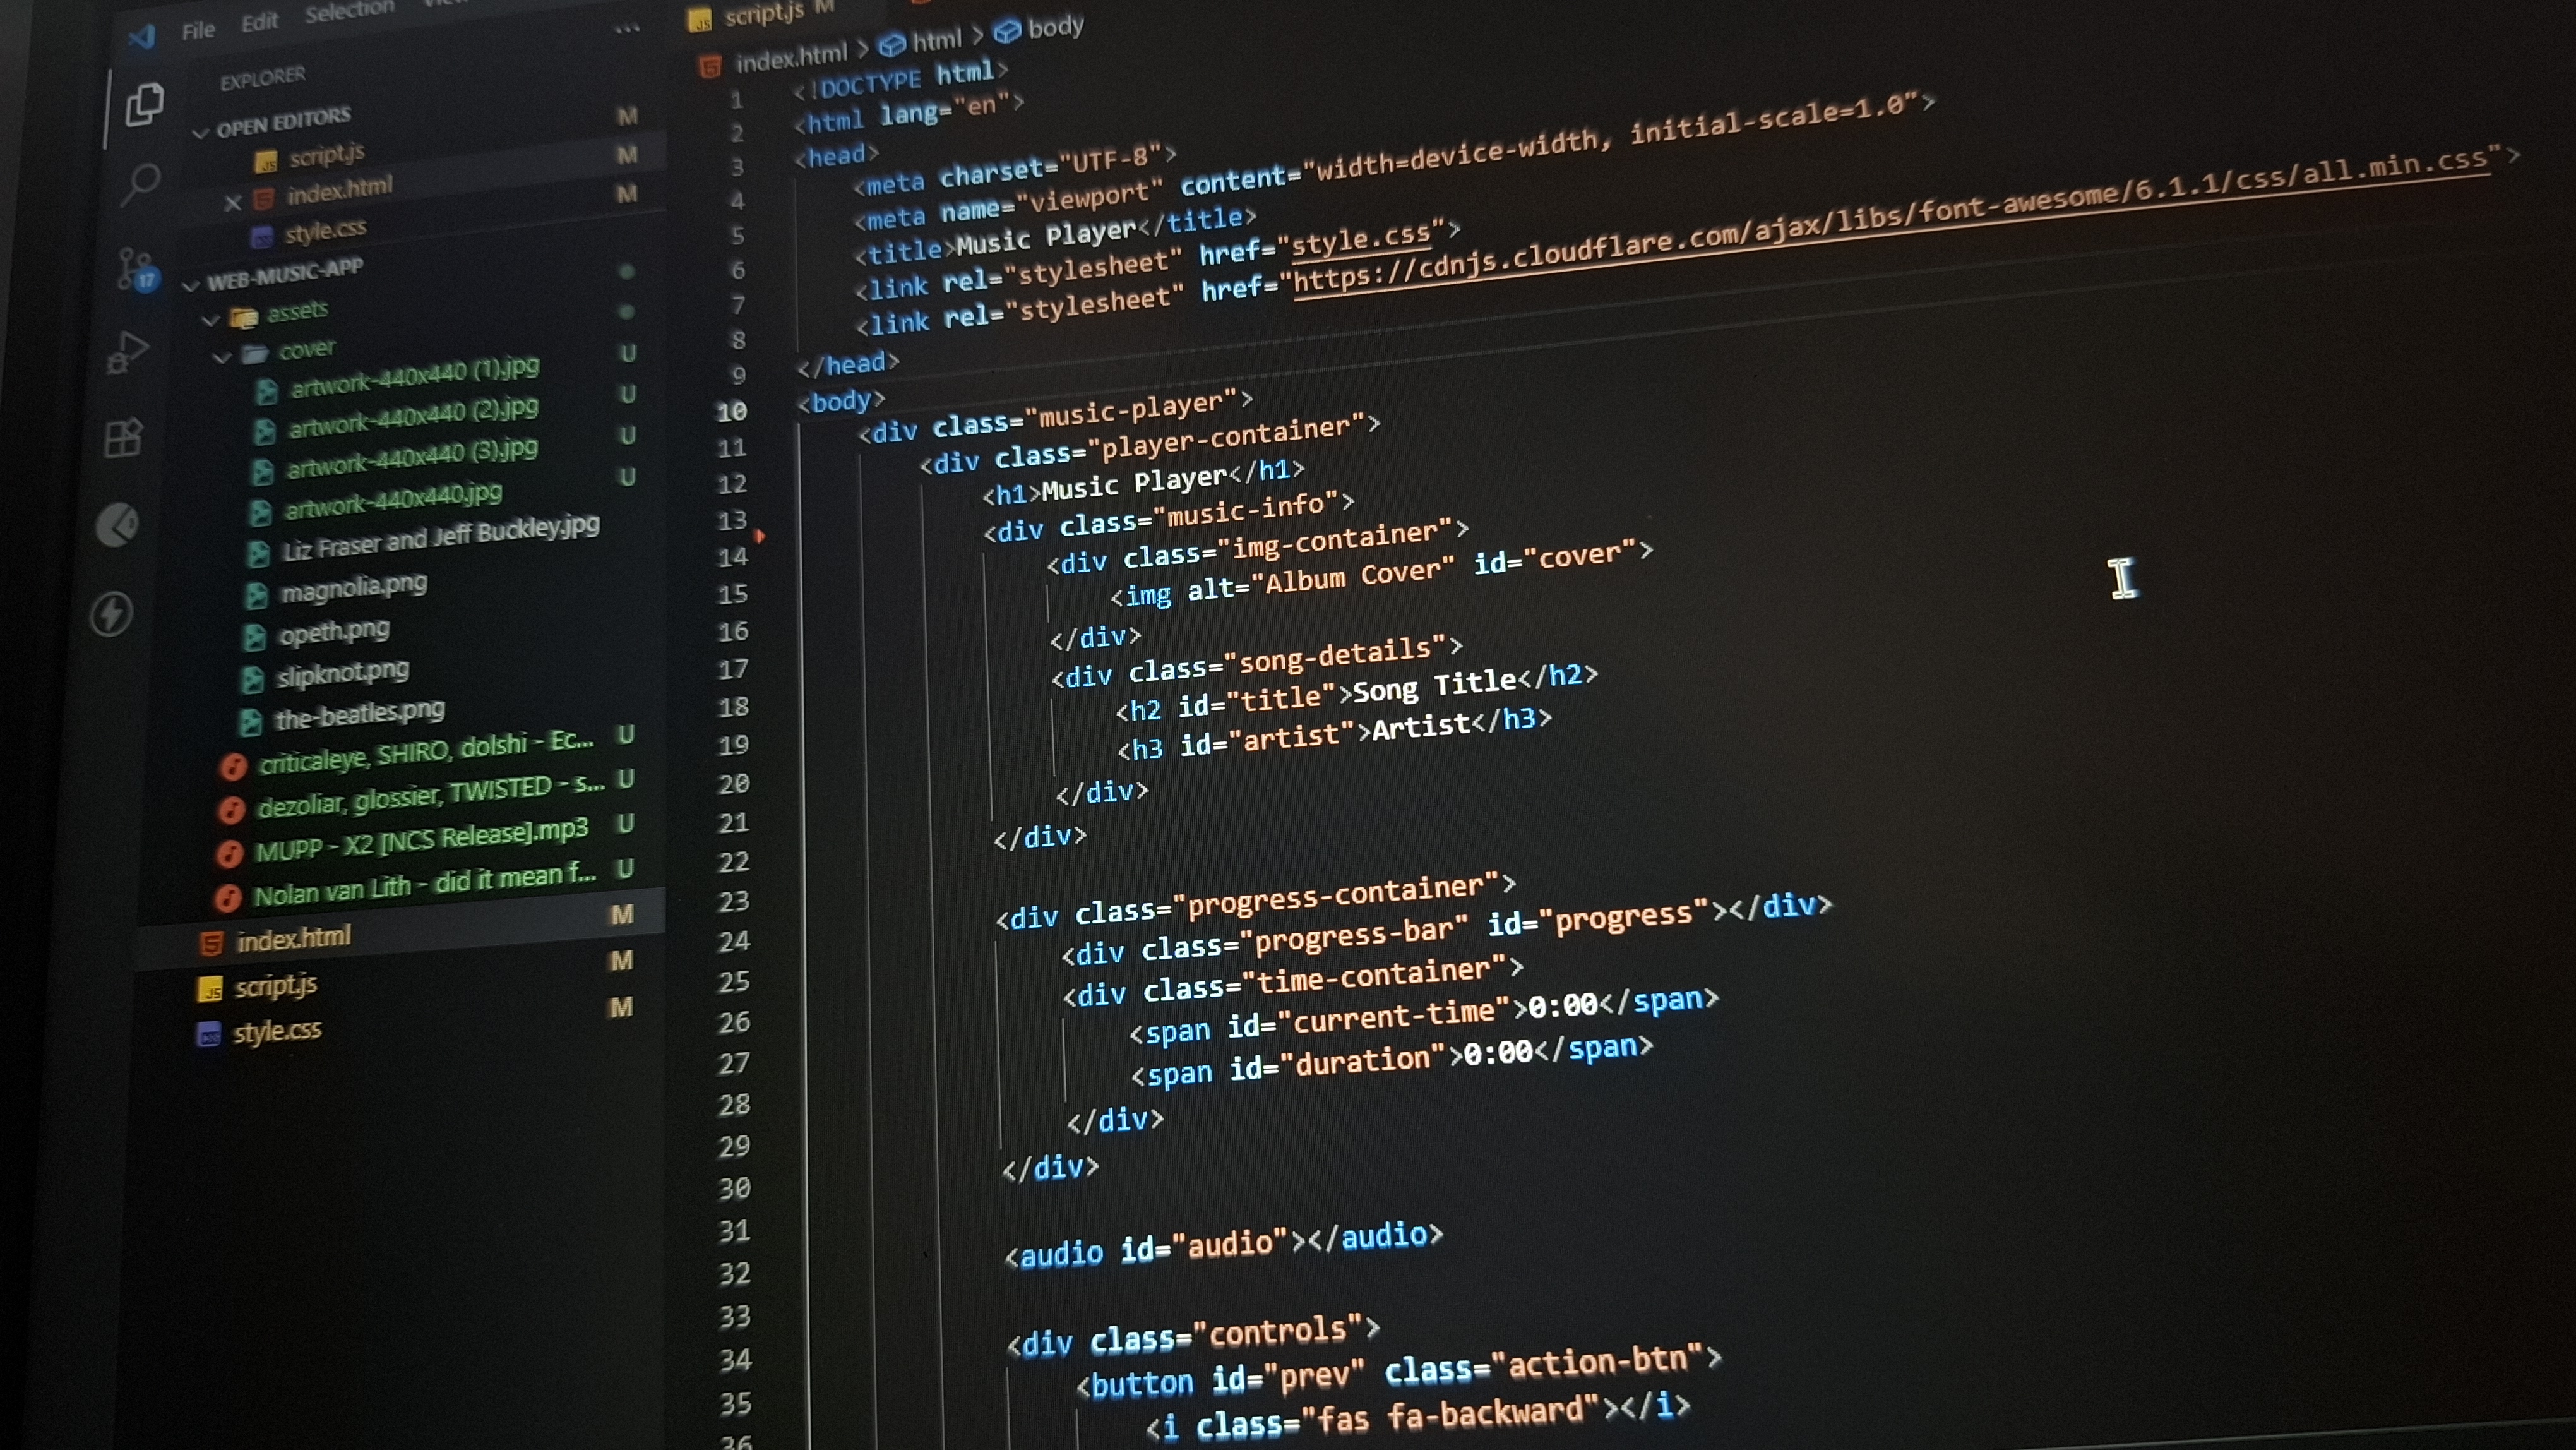 File Edit Selection
EXPLORER
OPEN EDITORS
script.js M
index.html M
style.css M
17
WEB-MUSIC-APP
assets
cover
artwork-440x440 (1).jpg U
artwork-440x440 (2).jpg U
artwork-440x440 (3).jpg U
artwork-440x440.jpg U
Liz Fraser and Jeff Buckley.jpg
magnolia.png
opeth.png
slipknot.png
the-beatles.png
criticaleye, SHIRO, dolshi - Ec... U
dezoliar, glossier, TWISTED - s... U
MUPP - X2 [NCS Release].mp3 U
Nolan van Lith - did it mean f... U
index.html M
script.js M
style.css M
JS script.js M
index.html > html > body
1 <!DOCTYPE html>
2 <html lang="en">
3 <head>
4 <meta charset="UTF-8">
5 <meta name="viewport" content="width=device-width, initial-scale=1.0">
6 <title>Music Player</title>
7 <link rel="stylesheet" href="style.css">
8 <link rel="stylesheet" href="https://cdnjs.cloudflare.com/ajax/libs/font-awesome/6.1.1/css/all.min.css">
9 </head>
10 <body>
11 <div class="music-player">
12 <div class="player-container">
13 <h1>Music Player</h1>
14 <div class="music-info">
15 <div class="img-container">
16 <img alt="Album Cover" id="cover">
17 </div>
18 <div class="song-details">
19 <h2 id="title">Song Title</h2>
20 <h3 id="artist">Artist</h3>
21 </div>
22 </div>
23
24 <div class="progress-container">
25 <div class="progress-bar" id="progress"></div>
26 <div class="time-container">
27 <span id="current-time">0:00</span>
28 <span id="duration">0:00</span>
29 </div>
30 </div>
31
32 <audio id="audio"></audio>
33
34 <div class="controls">
35 <button id="prev" class="action-btn">
36 <i class="fas fa-backward"></i>